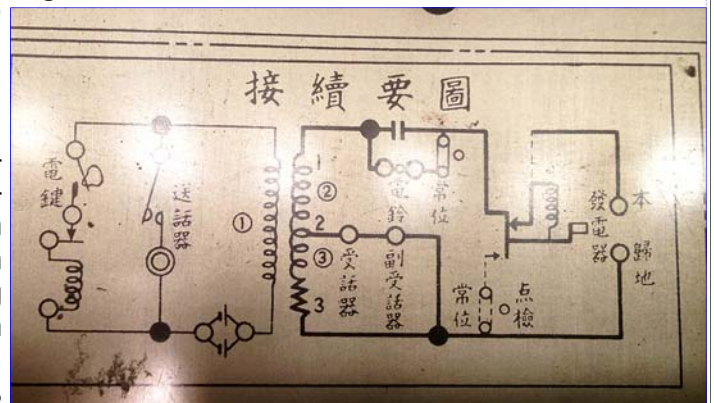 接續要圖
電鍵
送話器
①
1
②
2
③
3
受話器
電鈴
副受話器
常位
常位
点檢
發電器
本
歸地